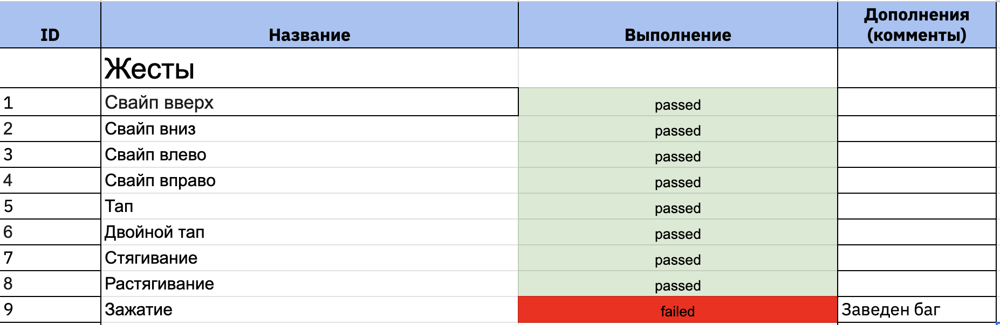 ID Название Выполнение Дополнения (комменты)
Жесты
1 Свайп вверх passed
2 Свайп вниз passed
3 Свайп влево passed
4 Свайп вправо passed
5 Тап passed
6 Двойной тап passed
7 Стягивание passed
8 Растягивание passed
9 Зажатие failed Заведен баг